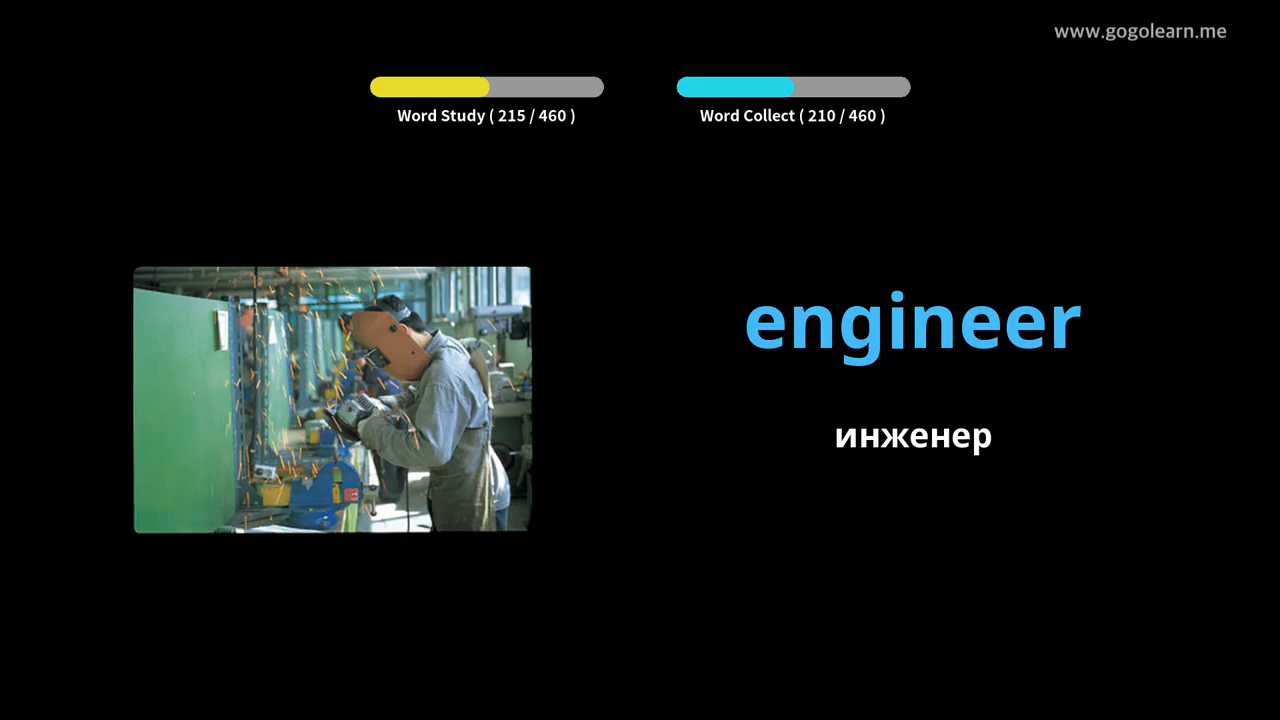 www.gogolearn.me
Word Study ( 215 / 460 )
Word Collect ( 210 / 460 )
engineer
инженер